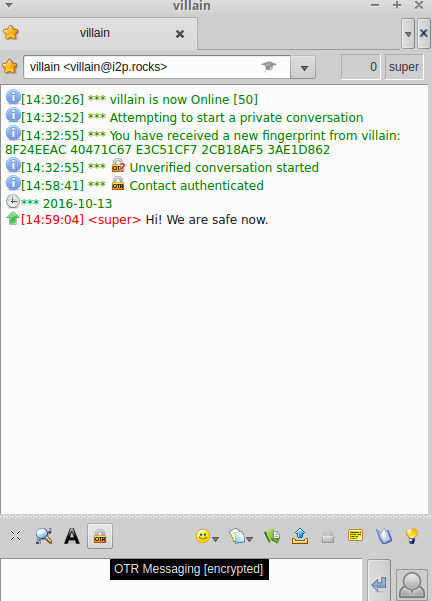 villain
villain
villain <villain@i2p.rocks>
0
super
[14:30:26] *** villain is now Online [50]
[14:32:52] *** Attempting to start a private conversation
[14:32:55] *** You have received a new fingerprint from villain:
8F24EEAC 40471C67 E3C51CF7 2CB18AF5 3AE1D862
[14:32:55] *** OTR? Unverified conversation started
[14:58:41] *** OTR Contact authenticated
*** 2016-10-13
[14:59:04] <super> Hi! We are safe now.
A
OTR
OTR Messaging [encrypted]